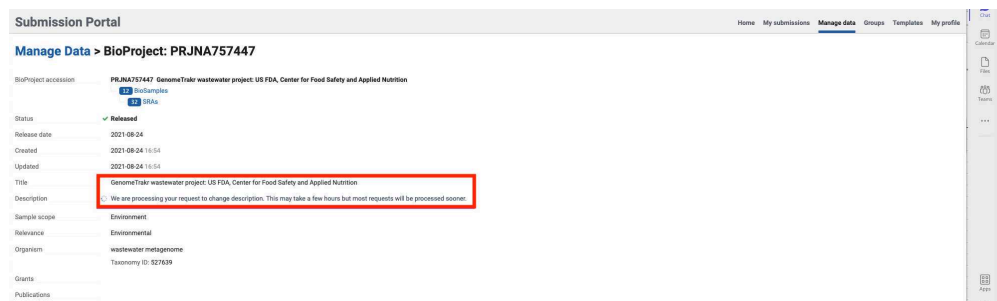 Submission Portal
Home My submissions Manage data Groups Templates My profile
Manage Data > BioProject: PRJNA757447
BioProject accession PRJNA757447 GenomeTrakr wastewater project: US FDA, Center for Food Safety and Applied Nutrition
12 BioSamples
32 SRAs
Status Released
Release date 2021-08-24
Created 2021-08-24 16:54
Updated 2021-08-24 16:54
Title GenomeTrakr wastewater project: US FDA, Center for Food Safety and Applied Nutrition
Description We are processing your request to change description. This may take a few hours but most requests will be processed sooner.
Sample scope Environment
Relevance Environmental
Organism wastewater metagenome
Taxonomy ID: 527639
Grants
Publications
Chat
Calendar
Files
Teams
Apps